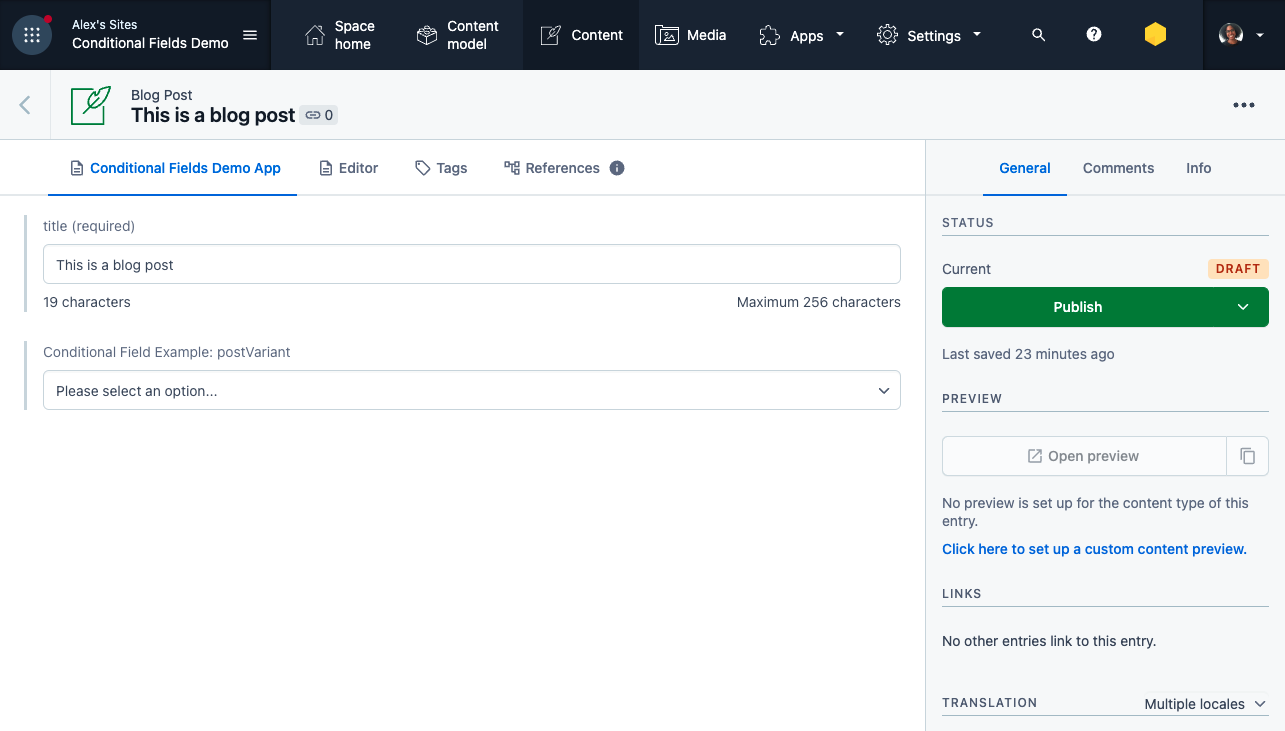 Alex's Sites
Conditional Fields Demo
Space
home
Content
model
Content
Media
Apps
Settings
Blog Post
This is a blog post
0
Conditional Fields Demo App
Editor
Tags
References
General
Comments
Info
title (required)
This is a blog post
19 characters
Maximum 256 characters
Conditional Field Example: postVariant
Please select an option...
STATUS
Current
DRAFT
Publish
Last saved 23 minutes ago
PREVIEW
Open preview
No preview is set up for the content type of this
entry.
Click here to set up a custom content preview.
LINKS
No other entries link to this entry.
TRANSLATION
Multiple locales